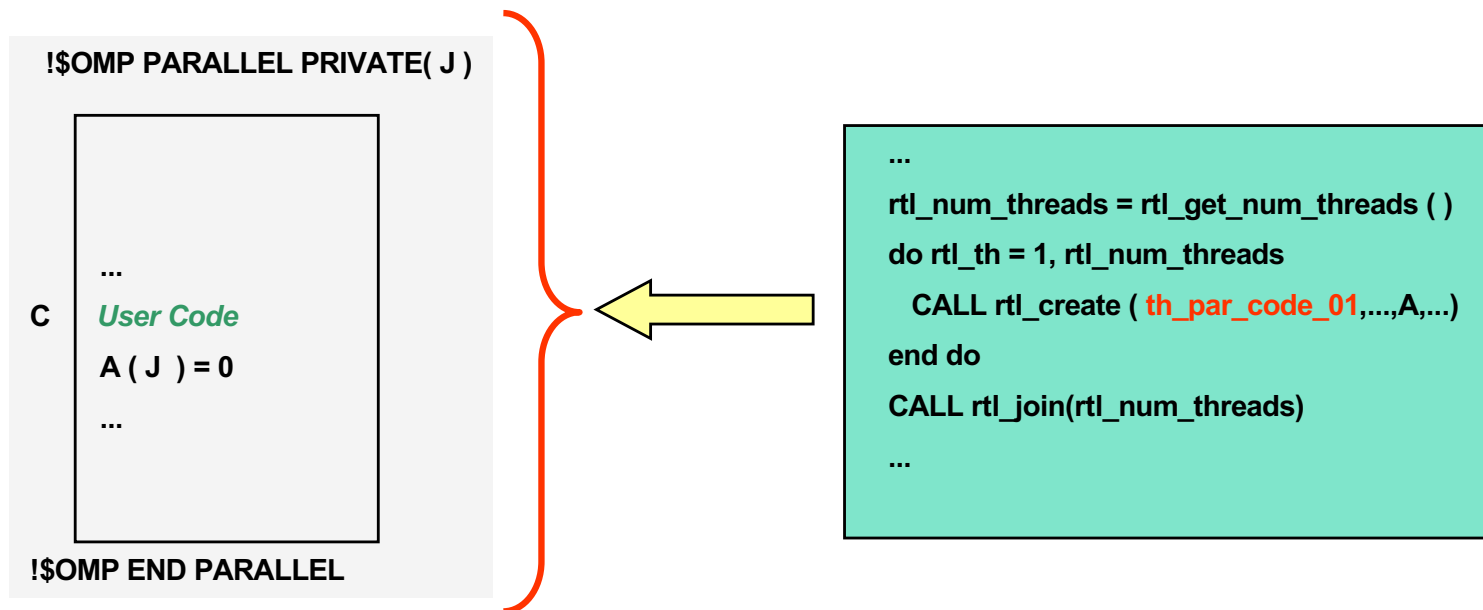 !$OMP PARALLEL PRIVATE( J )
...
C User Code
A ( J ) = 0
...
!$OMP END PARALLEL
...
rtl_num_threads = rtl_get_num_threads ( )
do rtl_th = 1, rtl_num_threads
CALL rtl_create ( th_par_code_01,...,A,...)
end do
CALL rtl_join(rtl_num_threads)
...